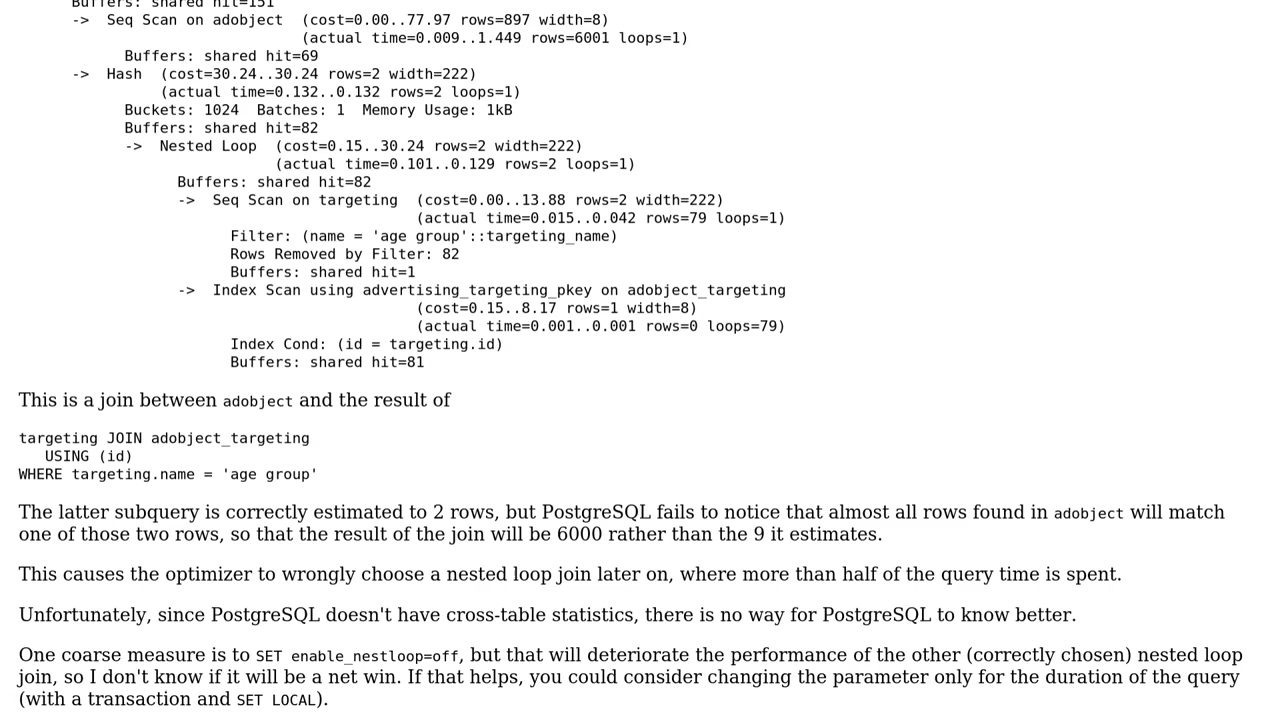 Buffers: shared hit=151
->  Seq Scan on adobject  (cost=0.00..77.97 rows=897 width=8)
(actual time=0.009..1.449 rows=6001 loops=1)
Buffers: shared hit=69
->  Hash  (cost=30.24..30.24 rows=2 width=222)
(actual time=0.132..0.132 rows=2 loops=1)
Buckets: 1024  Batches: 1  Memory Usage: 1kB
Buffers: shared hit=82
->  Nested Loop  (cost=0.15..30.24 rows=2 width=222)
(actual time=0.101..0.129 rows=2 loops=1)
Buffers: shared hit=82
->  Seq Scan on targeting  (cost=0.00..13.88 rows=2 width=222)
(actual time=0.015..0.042 rows=79 loops=1)
Filter: (name = 'age group'::targeting_name)
Rows Removed by Filter: 82
Buffers: shared hit=1
->  Index Scan using advertising_targeting_pkey on adobject_targeting
(cost=0.15..8.17 rows=1 width=8)
(actual time=0.001..0.001 rows=0 loops=79)
Index Cond: (id = targeting.id)
Buffers: shared hit=81
This is a join between adobject and the result of
targeting JOIN adobject_targeting
USING (id)
WHERE targeting.name = 'age group'
The latter subquery is correctly estimated to 2 rows, but PostgreSQL fails to notice that almost all rows found in adobject will match
one of those two rows, so that the result of the join will be 6000 rather than the 9 it estimates.
This causes the optimizer to wrongly choose a nested loop join later on, where more than half of the query time is spent.
Unfortunately, since PostgreSQL doesn't have cross-table statistics, there is no way for PostgreSQL to know better.
One coarse measure is to SET enable_nestloop=off, but that will deteriorate the performance of the other (correctly chosen) nested loop
join, so I don't know if it will be a net win. If that helps, you could consider changing the parameter only for the duration of the query
(with a transaction and SET LOCAL).